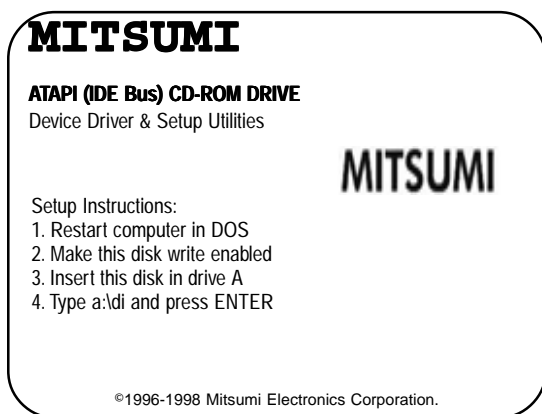 MITSUMI
ATAPI (IDE Bus) CD-ROM DRIVE
Device Driver & Setup Utilities
MITSUMI
Setup Instructions:
1. Restart computer in DOS
2. Make this disk write enabled
3. Insert this disk in drive A
4. Type a:\di and press ENTER
©1996-1998 Mitsumi Electronics Corporation.